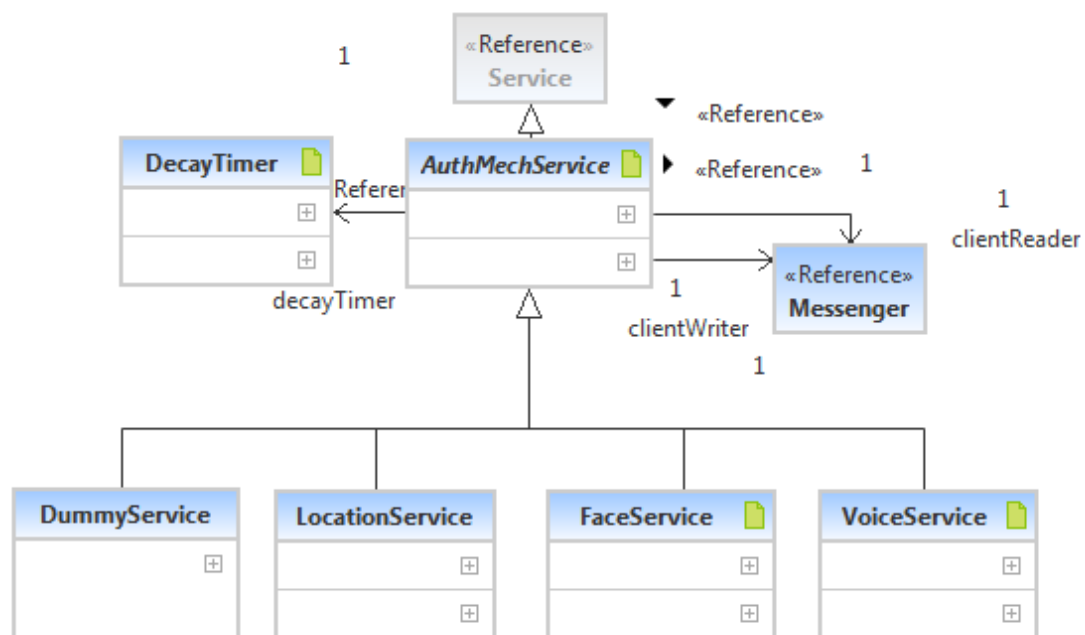 1
«Reference»
Service
«Reference»
DecayTimer
AuthMechService
«Reference»
1
Referer
1
clientReader
«Reference»
Messenger
decayTimer
1
clientWriter
1
DummyService
LocationService
FaceService
VoiceService